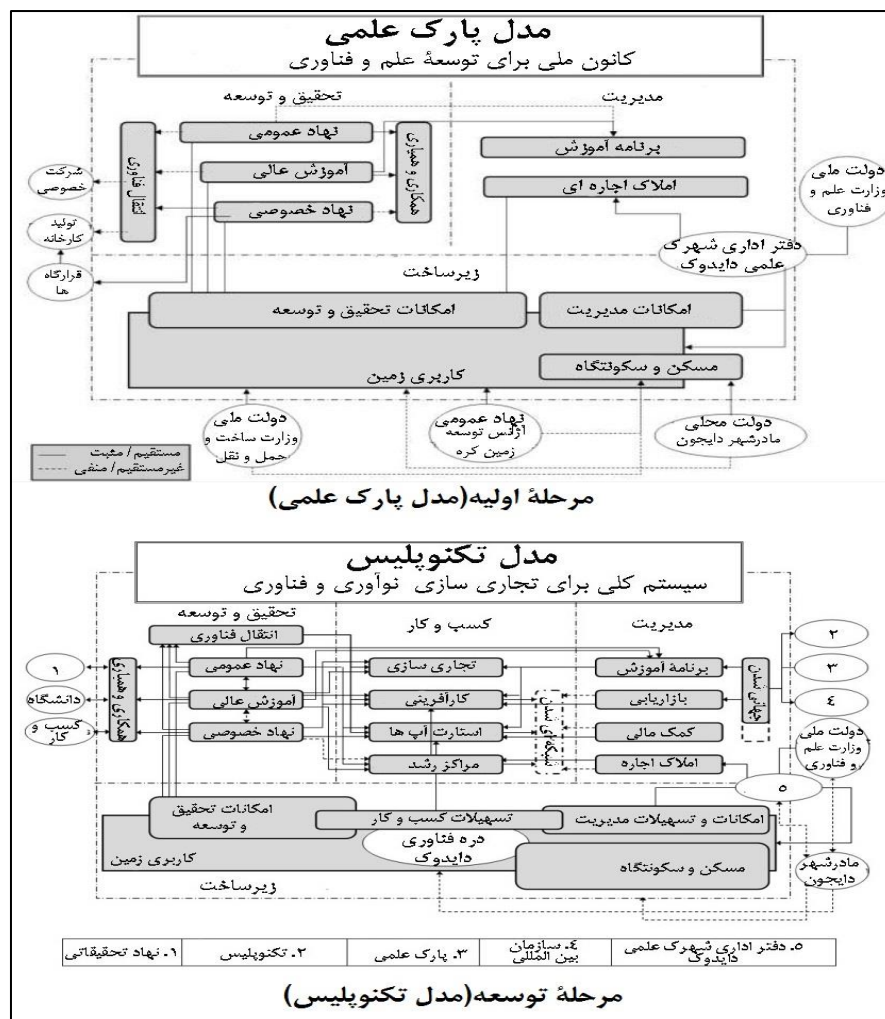 مدل پارک علمی
کانون ملی برای توسعهٔ علم و فناوری
تحقیق و توسعه
مدیریت
نهاد عمومی
آموزش عالی
نهاد خصوصی
انتقال فناوری
همکاری و همیاری
برنامه آموزش
املاک اجاره ای
شرکت
خصوصی
تولید
کارخانه
قرارگاه
ها
دولت ملی
وزارت علم و
فناوری
دفتر اداری شهرک
علمی دایدوک
زیرساخت
امکانات تحقیق و توسعه
امکانات مدیریت
مسکن و سکونتگاه
کاربری زمین
دولت ملی
وزارت ساخت و
حمل و نقل
نهاد عمومی
آژانس توسعه
زمین کره
دولت محلی
مادرشهر دایجون
مستقیم/مثبت
غیرمستقیم/منفی
مرحلهٔ اولیه(مدل پارک علمی)
مدل تکنوپلیس
سیستم کلی برای تجاری سازی نوآوری و فناوری
تحقیق و توسعه
کسب و کار
مدیریت
انتقال فناوری
نهاد عمومی
آموزش عالی
نهاد خصوصی
همکاری و همیاری
۱
دانشگاه
کسب و
کار
تجاری سازی
کارآفرینی
استارت آپ ها
مراکز رشد
شبکه ای شدن
برنامهٔ آموزش
بازاریابی
کمک مالی
املاک اجاره
جهانی شدن
۲
۳
۴
دولت ملی
وزارت علم
و فناوری
۵
امکانات تحقیق
و توسعه
تسهیلات کسب و کار
امکانات و تسهیلات مدیریت
دره فناوری
دایدوک
کاربری زمین
مسکن و سکونتگاه
مادرشهر
دایجون
زیرساخت
۱. نهاد تحقیقاتی
۲. تکنوپلیس
۳. پارک علمی
۴. سازمان
بین المللی
۵. دفتر اداری شهرک علمی
دایدوک
مرحلهٔ توسعه(مدل تکنوپلیس)